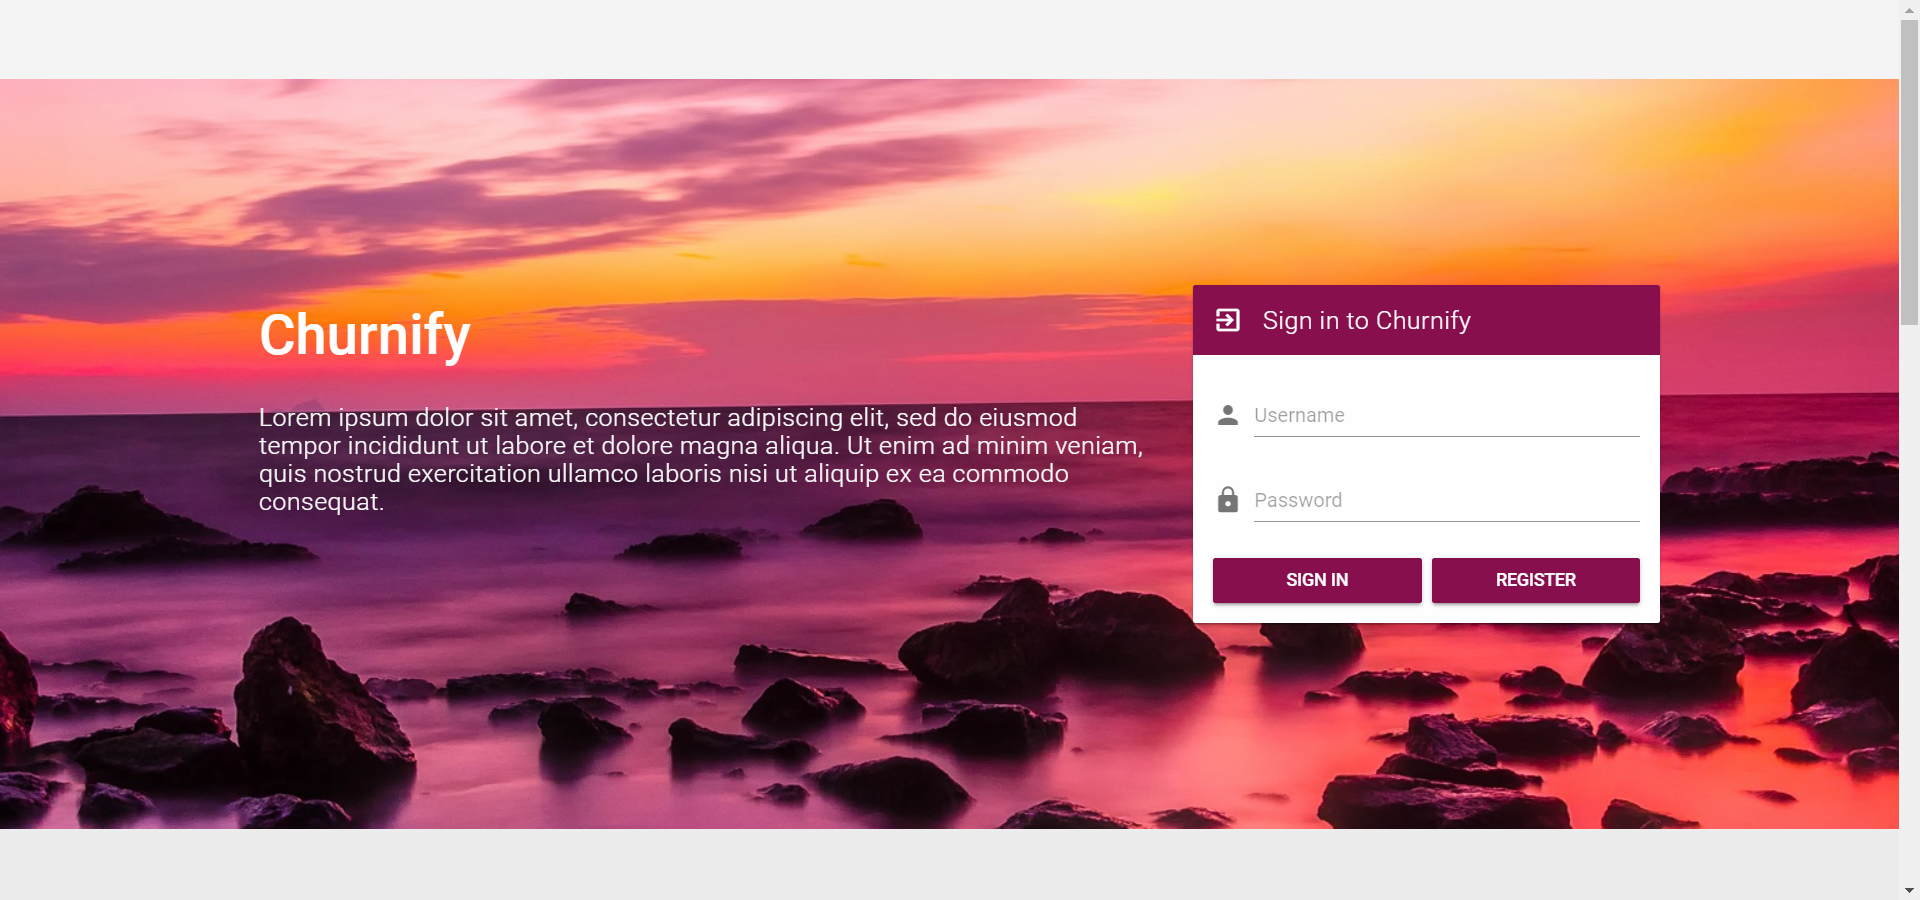 Churnify
Lorem ipsum dolor sit amet, consectetur adipiscing elit, sed do eiusmod
tempor incididunt ut labore et dolore magna aliqua. Ut enim ad minim veniam,
quis nostrud exercitation ullamco laboris nisi ut aliquip ex ea commodo
consequat.
Sign in to Churnify
Username
Password
SIGN IN
REGISTER